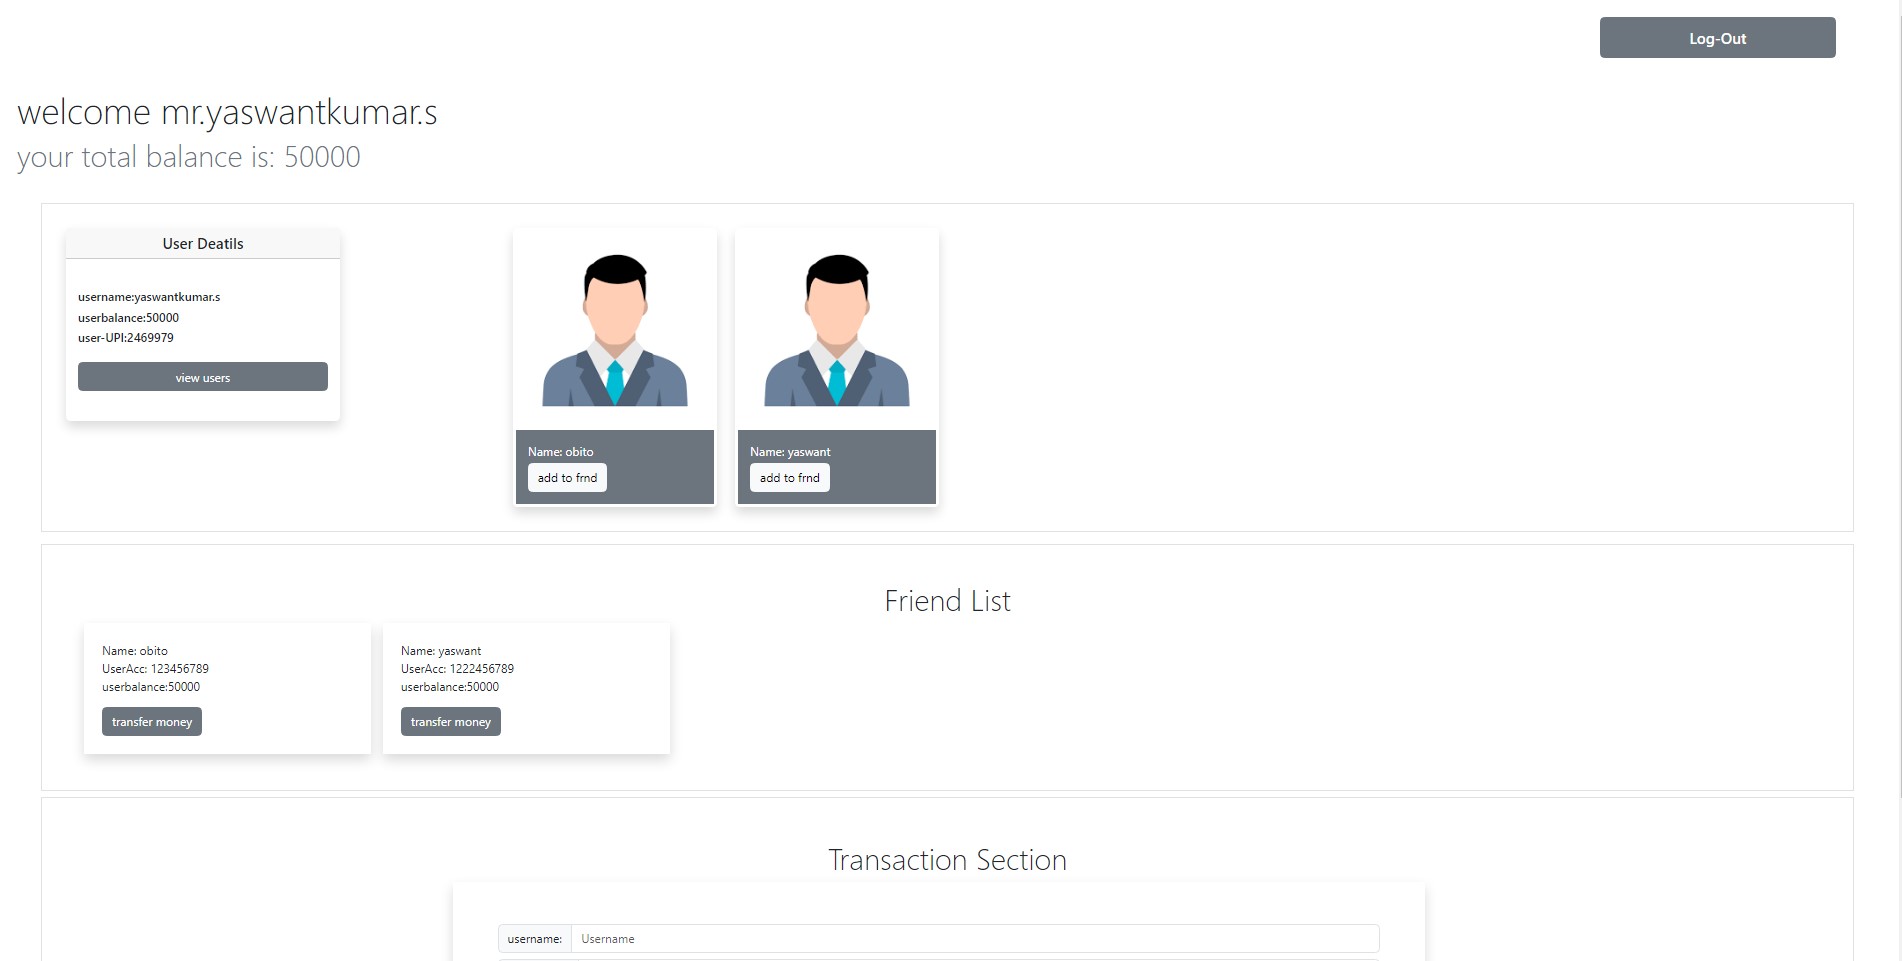 Log-Out
welcome mr.yaswantkumar.s
your total balance is: 50000
User Deatils
username:yaswantkumar.s
userbalance:50000
user-UPI:2469979
view users
Name: obito
add to frnd
Name: yaswant
add to frnd
Friend List
Name: obito
UserAcc: 123456789
userbalance:50000
transfer money
Name: yaswant
UserAcc: 1222456789
userbalance:50000
transfer money
Transaction Section
username: Username